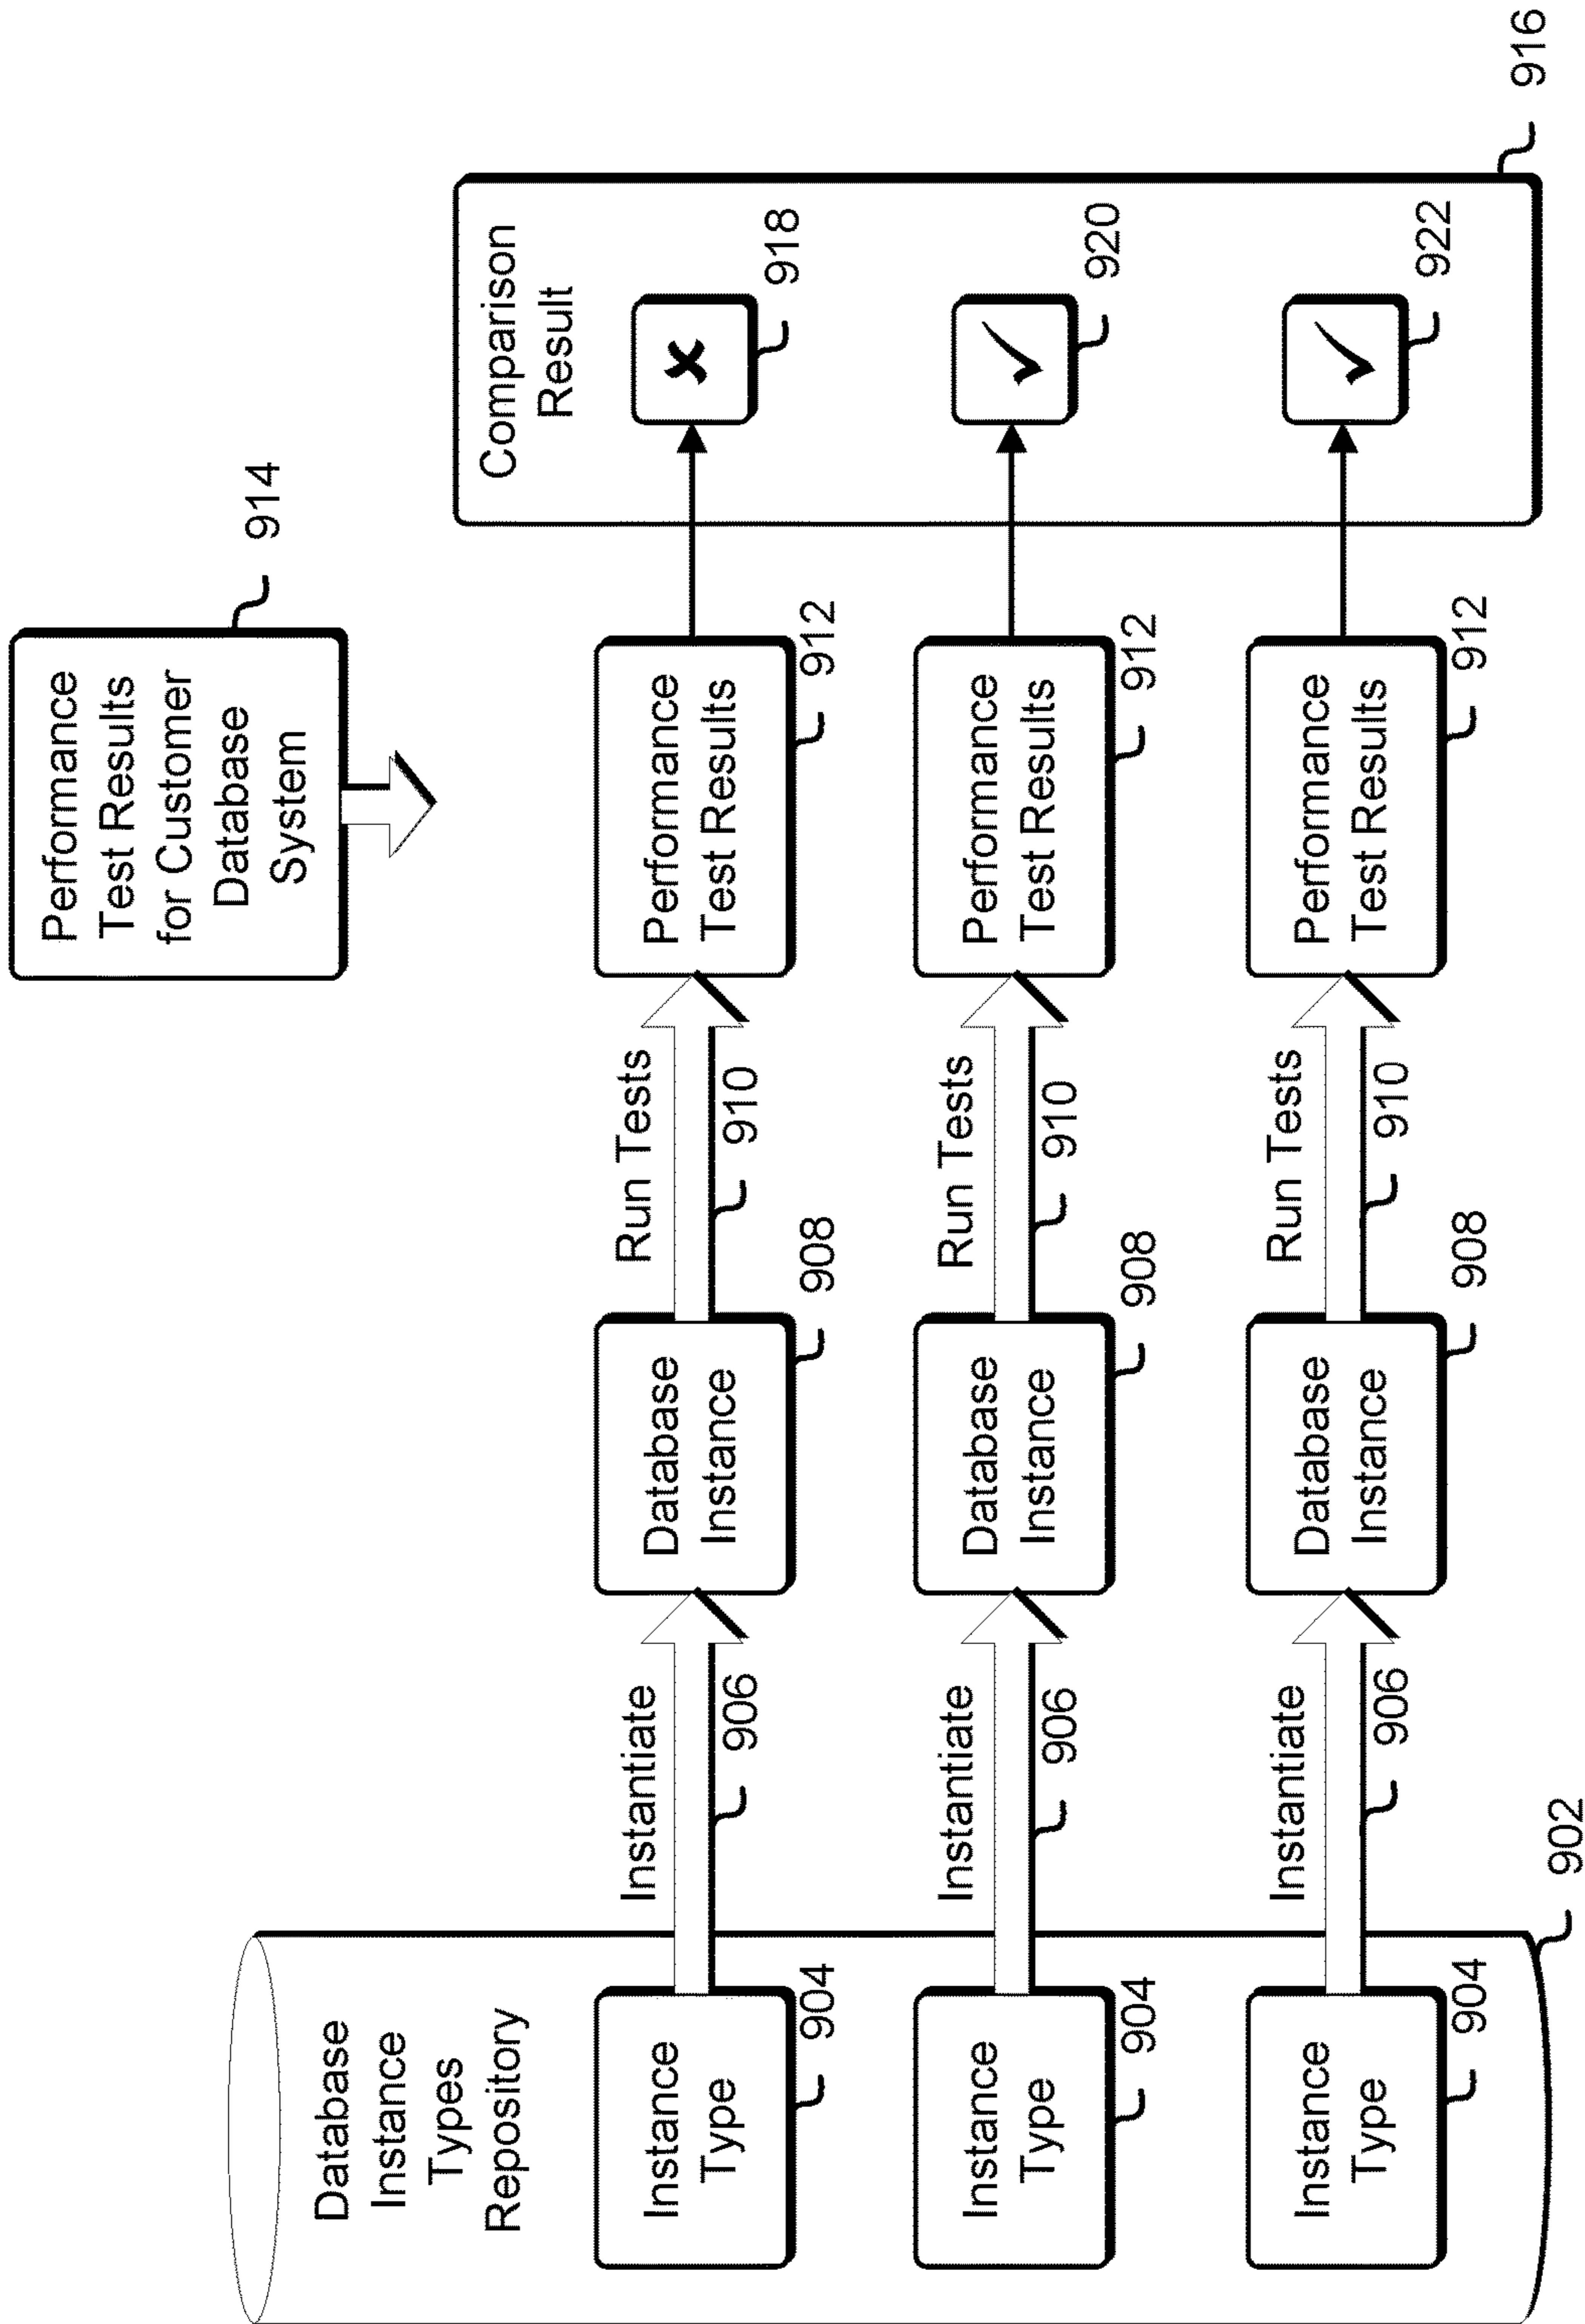 Performance
Test Results
for Customer
Database
System
914
Database
Instance
Types
Repository
Comparison
Result
Instance
Type
904
Instantiate
906
Database
Instance
908
Run Tests
910
Performance
Test Results
912
918
Instance
Type
904
Instantiate
906
Database
Instance
908
Run Tests
910
Performance
Test Results
912
920
Instance
Type
904
Instantiate
906
Database
Instance
908
Run Tests
910
Performance
Test Results
912
922
902
916